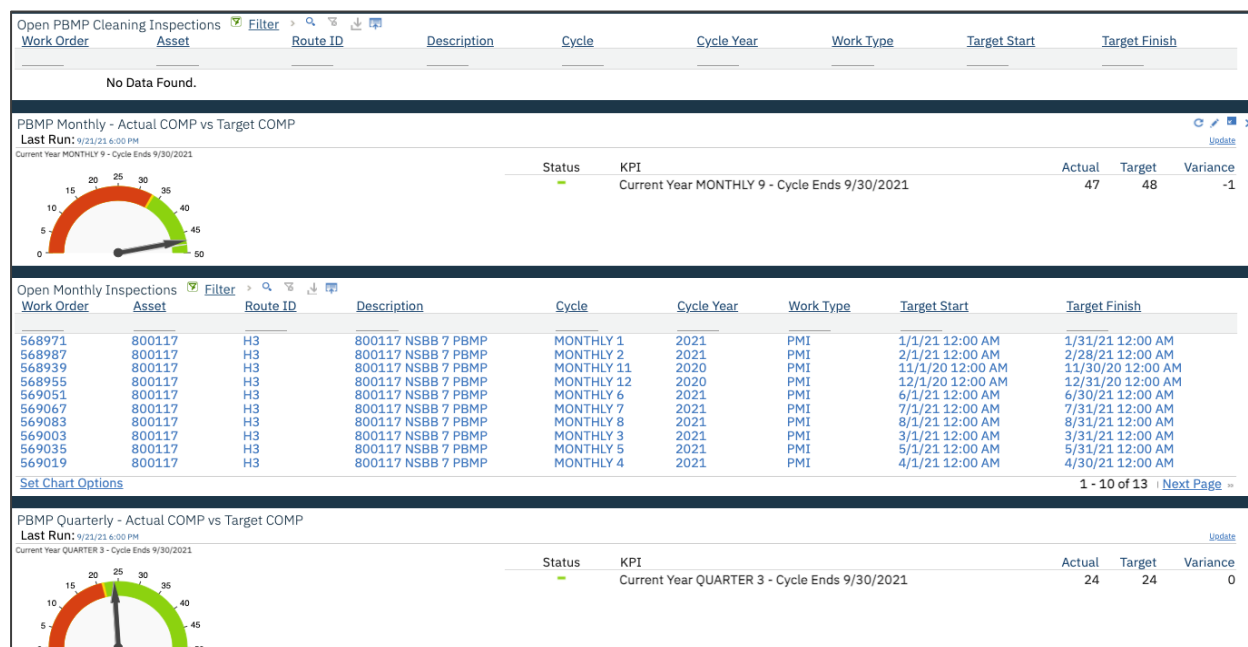 Open PBMP Cleaning Inspections Filter
Work Order Asset Route ID Description Cycle Cycle Year Work Type Target Start Target Finish
No Data Found.
PBMP Monthly - Actual COMP vs Target COMP
Last Run: 9/21/21 6:00 PM Update
Current Year MONTHLY 9 - Cycle Ends 9/30/2021
Status KPI Actual Target Variance
Current Year MONTHLY 9 - Cycle Ends 9/30/2021 47 48 -1
0 5 10 15 20 25 30 35 40 45 50
Open Monthly Inspections Filter
Work Order Asset Route ID Description Cycle Cycle Year Work Type Target Start Target Finish
568971 800117 H3 800117 NSBB 7 PBMP MONTHLY 1 2021 PMI 1/1/21 12:00 AM 1/31/21 12:00 AM
568987 800117 H3 800117 NSBB 7 PBMP MONTHLY 2 2021 PMI 2/1/21 12:00 AM 2/28/21 12:00 AM
568939 800117 H3 800117 NSBB 7 PBMP MONTHLY 11 2020 PMI 11/1/20 12:00 AM 11/30/20 12:00 AM
568955 800117 H3 800117 NSBB 7 PBMP MONTHLY 12 2020 PMI 12/1/20 12:00 AM 12/31/20 12:00 AM
569051 800117 H3 800117 NSBB 7 PBMP MONTHLY 6 2021 PMI 6/1/21 12:00 AM 6/30/21 12:00 AM
569067 800117 H3 800117 NSBB 7 PBMP MONTHLY 7 2021 PMI 7/1/21 12:00 AM 7/31/21 12:00 AM
569083 800117 H3 800117 NSBB 7 PBMP MONTHLY 8 2021 PMI 8/1/21 12:00 AM 8/31/21 12:00 AM
569003 800117 H3 800117 NSBB 7 PBMP MONTHLY 3 2021 PMI 3/1/21 12:00 AM 3/31/21 12:00 AM
569035 800117 H3 800117 NSBB 7 PBMP MONTHLY 5 2021 PMI 5/1/21 12:00 AM 5/31/21 12:00 AM
569019 800117 H3 800117 NSBB 7 PBMP MONTHLY 4 2021 PMI 4/1/21 12:00 AM 4/30/21 12:00 AM
Set Chart Options 1 - 10 of 13 Next Page
PBMP Quarterly - Actual COMP vs Target COMP
Last Run: 9/21/21 6:00 PM Update
Current Year QUARTER 3 - Cycle Ends 9/30/2021
Status KPI Actual Target Variance
Current Year QUARTER 3 - Cycle Ends 9/30/2021 24 24 0
5 10 15 20 25 30 35 40 45